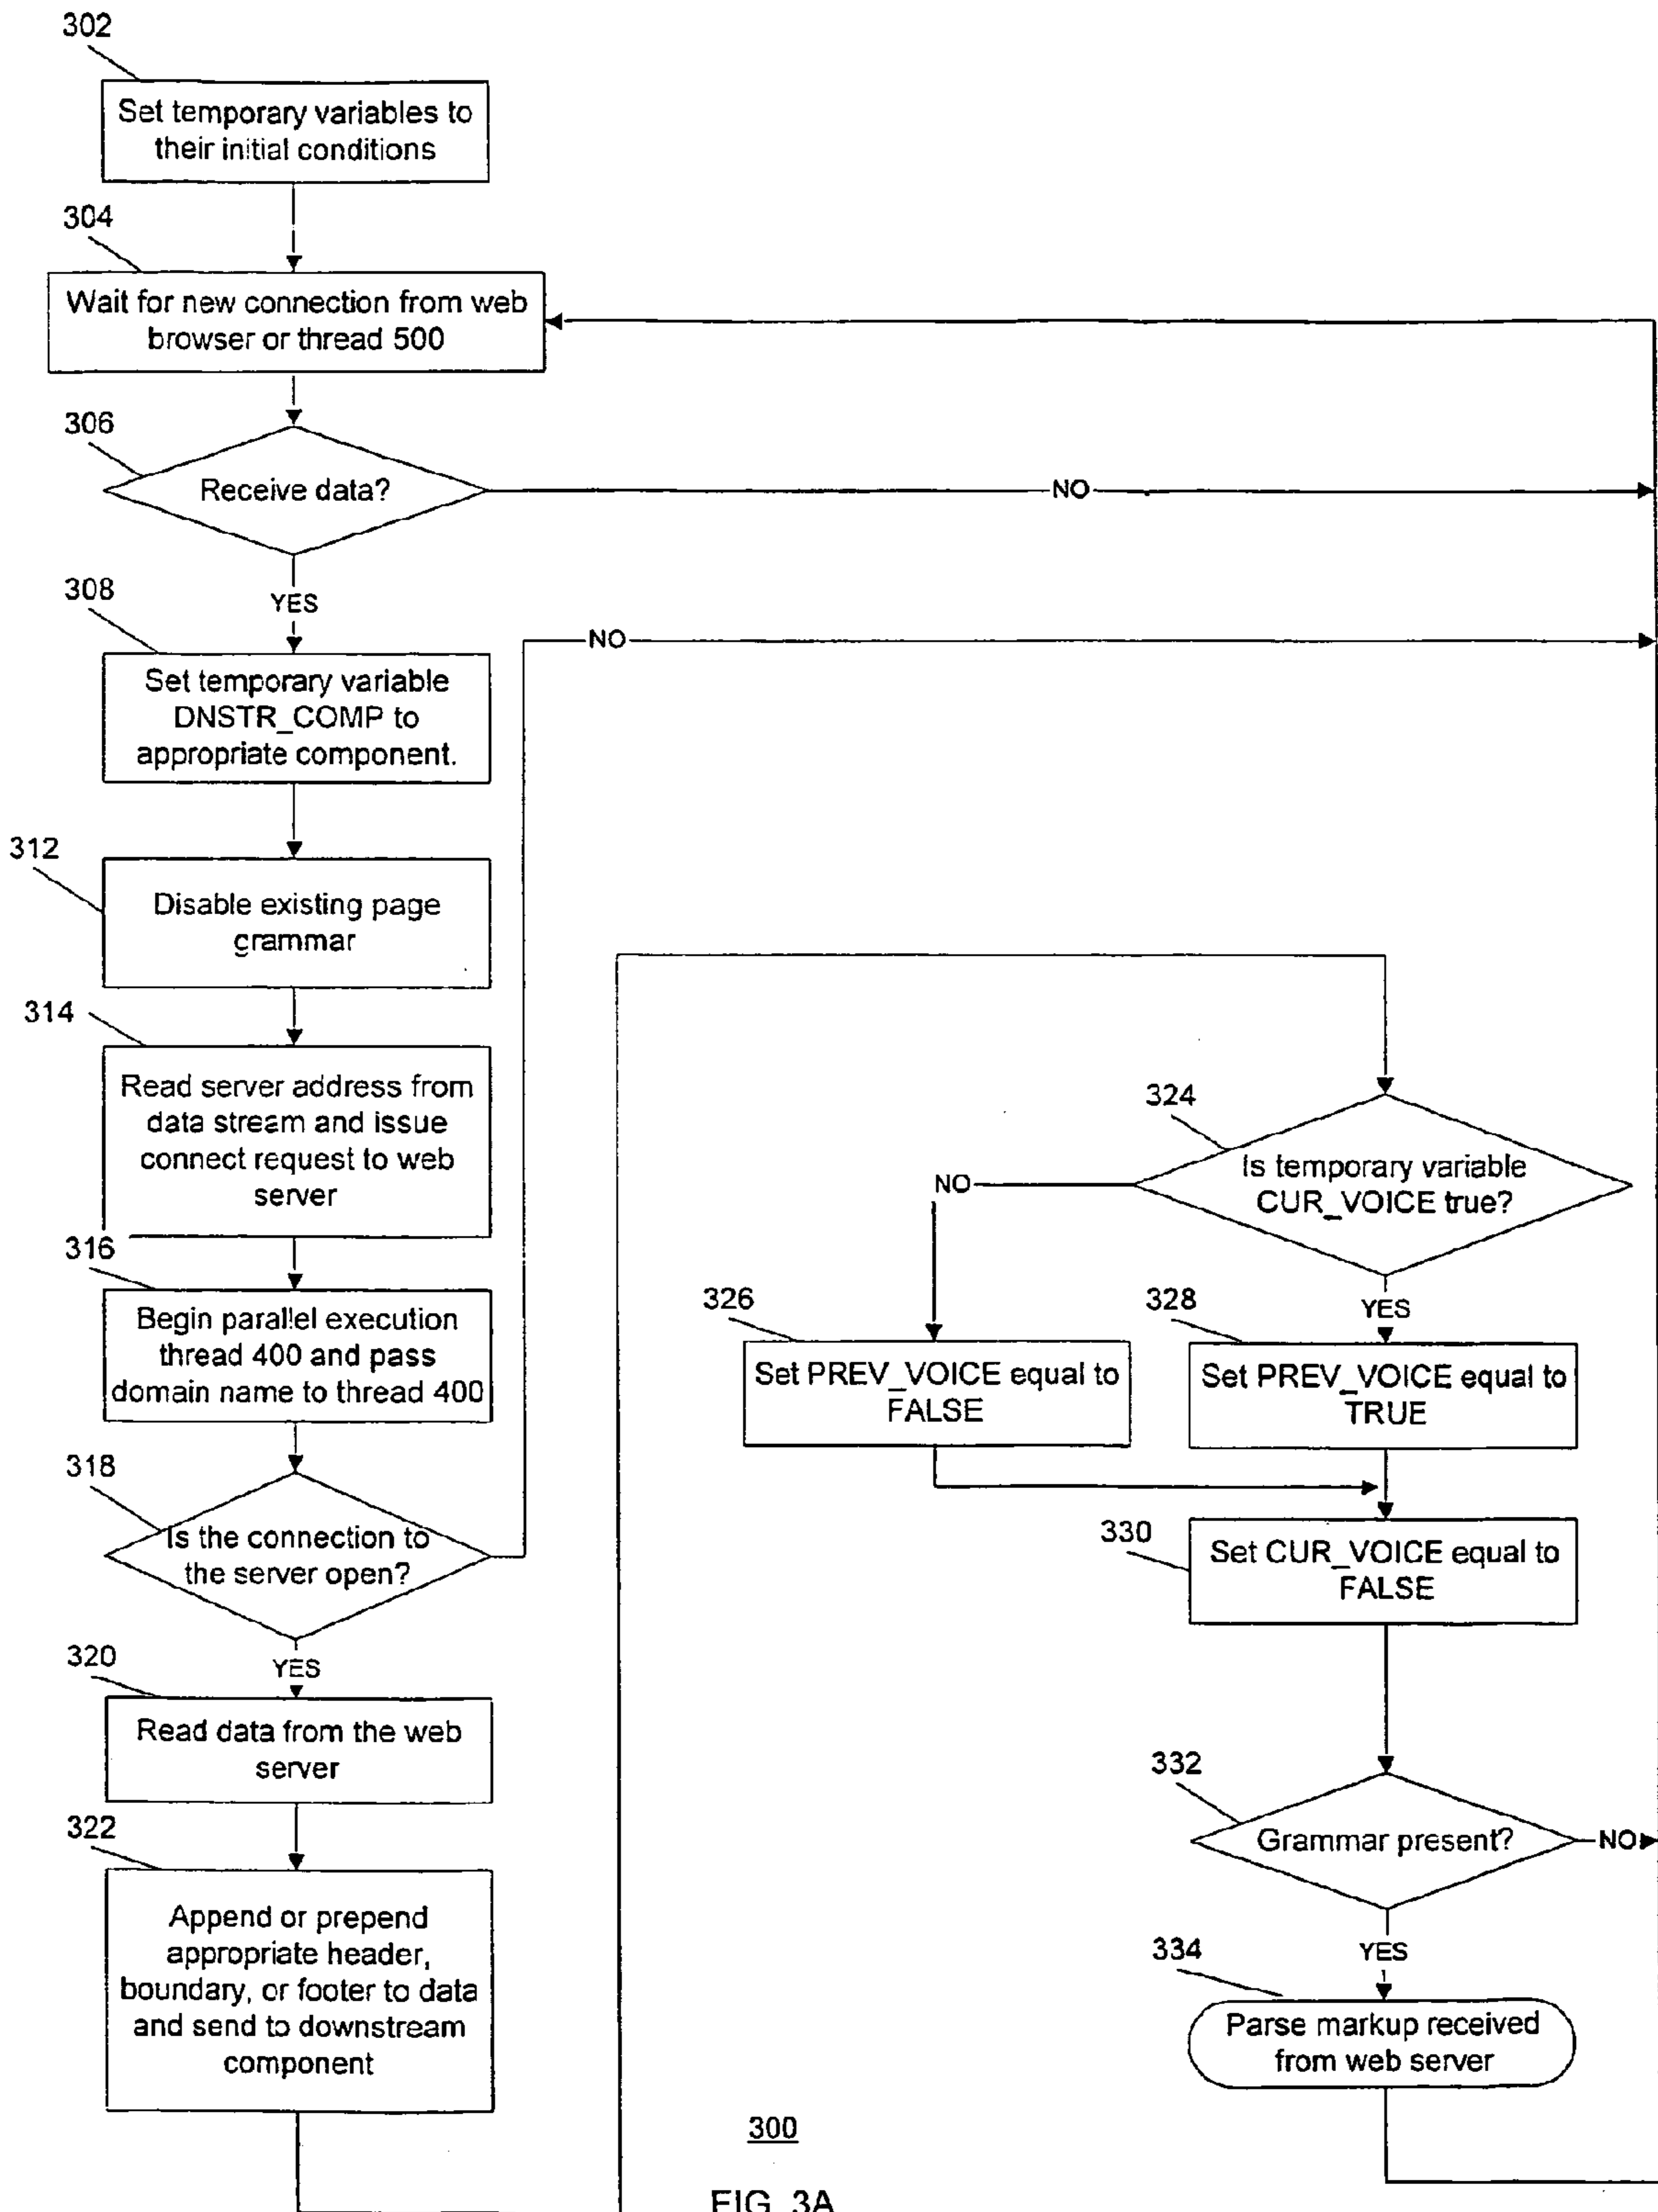 302
Set temporary variables to
their initial conditions
304
Wait for new connection from web
browser or thread 500
306
Receive data?
NO
YES
308
Set temporary variable
DNSTR_COMP to
appropriate component.
NO
312
Disable existing page
grammar
314
Read server address from
data stream and issue
connect request to web
server
316
Begin parallel execution
thread 400 and pass
domain name to thread 400
318
Is the connection to
the server open?
YES
320
Read data from the web
server
322
Append or prepend
appropriate header,
boundary, or footer to data
and send to downstream
component
324
Is temporary variable
CUR_VOICE true?
NO
YES
326
Set PREV_VOICE equal to
FALSE
328
Set PREV_VOICE equal to
TRUE
330
Set CUR_VOICE equal to
FALSE
332
Grammar present?
NO
YES
334
Parse markup received
from web server
300
FIG. 3A